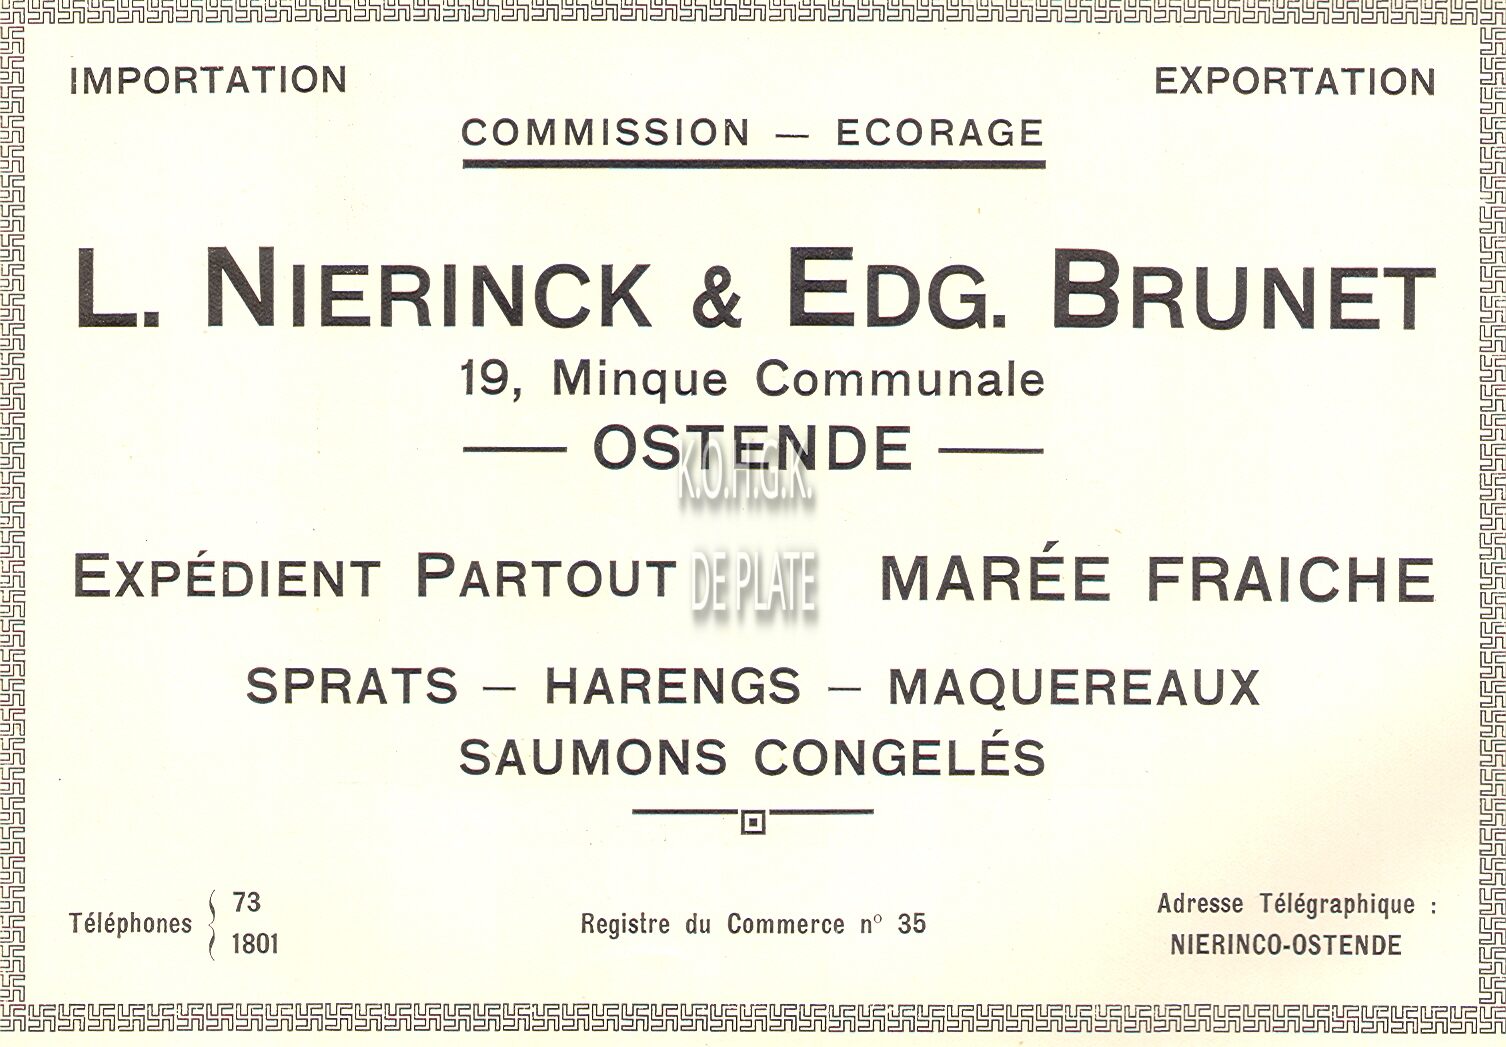 IMPORTATION EXPORTATION
COMMISSION — ECORAGE
L. NIERINCK & EDG. BRUNET
19, Minque Communale
— OSTENDE —
K.O.H.G.K.
EXPÉDIENT PARTOUT MARÉE FRAICHE
DE PLATE
SPRATS – HARENGS – MAQUEREAUX
SAUMONS CONGELÉS
Téléphones { 73
1801
Registre du Commerce n° 35
Adresse Télégraphique :
NIERINCO-OSTENDE